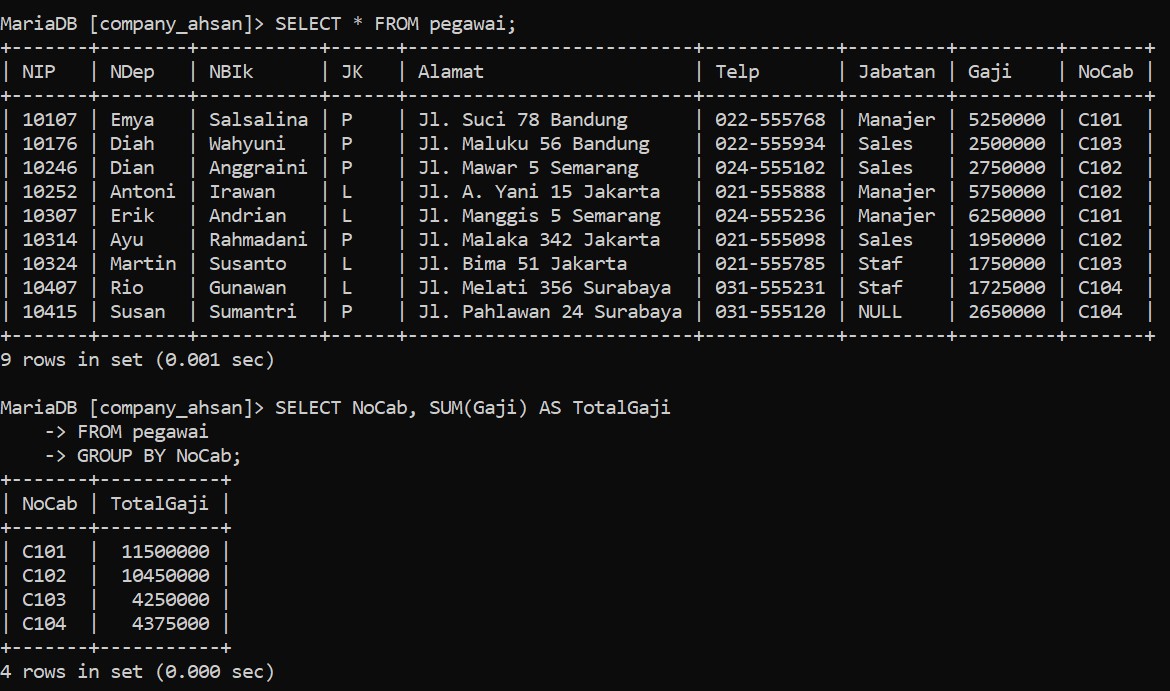 MariaDB [company_ahsan]> SELECT * FROM pegawai;
+-------+--------+-----------+------+--------------------------+------------+---------+---------+-------+
| NIP   | NDep   | NBIk      | JK   | Alamat                   | Telp       | Jabatan | Gaji    | NoCab |
+-------+--------+-----------+------+--------------------------+------------+---------+---------+-------+
| 10107 | Emya   | Salsalina | P    | Jl. Suci 78 Bandung      | 022-555768 | Manajer | 5250000 | C101  |
| 10176 | Diah   | Wahyuni   | P    | Jl. Maluku 56 Bandung    | 022-555934 | Sales   | 2500000 | C103  |
| 10246 | Dian   | Anggraini | P    | Jl. Mawar 5 Semarang     | 024-555102 | Sales   | 2750000 | C102  |
| 10252 | Antoni | Irawan    | L    | Jl. A. Yani 15 Jakarta   | 021-555888 | Manajer | 5750000 | C102  |
| 10307 | Erik   | Andrian   | L    | Jl. Manggis 5 Semarang   | 024-555236 | Manajer | 6250000 | C101  |
| 10314 | Ayu    | Rahmadani | P    | Jl. Malaka 342 Jakarta   | 021-555098 | Sales   | 1950000 | C102  |
| 10324 | Martin | Susanto   | L    | Jl. Bima 51 Jakarta      | 021-555785 | Staf    | 1750000 | C103  |
| 10407 | Rio    | Gunawan   | L    | Jl. Melati 356 Surabaya  | 031-555231 | Staf    | 1725000 | C104  |
| 10415 | Susan  | Sumantri  | P    | Jl. Pahlawan 24 Surabaya | 031-555120 | NULL    | 2650000 | C104  |
+-------+--------+-----------+------+--------------------------+------------+---------+---------+-------+
9 rows in set (0.001 sec)

MariaDB [company_ahsan]> SELECT NoCab, SUM(Gaji) AS TotalGaji
    -> FROM pegawai
    -> GROUP BY NoCab;
+-------+-----------+
| NoCab | TotalGaji |
+-------+-----------+
| C101  |  11500000 |
| C102  |  10450000 |
| C103  |   4250000 |
| C104  |   4375000 |
+-------+-----------+
4 rows in set (0.000 sec)